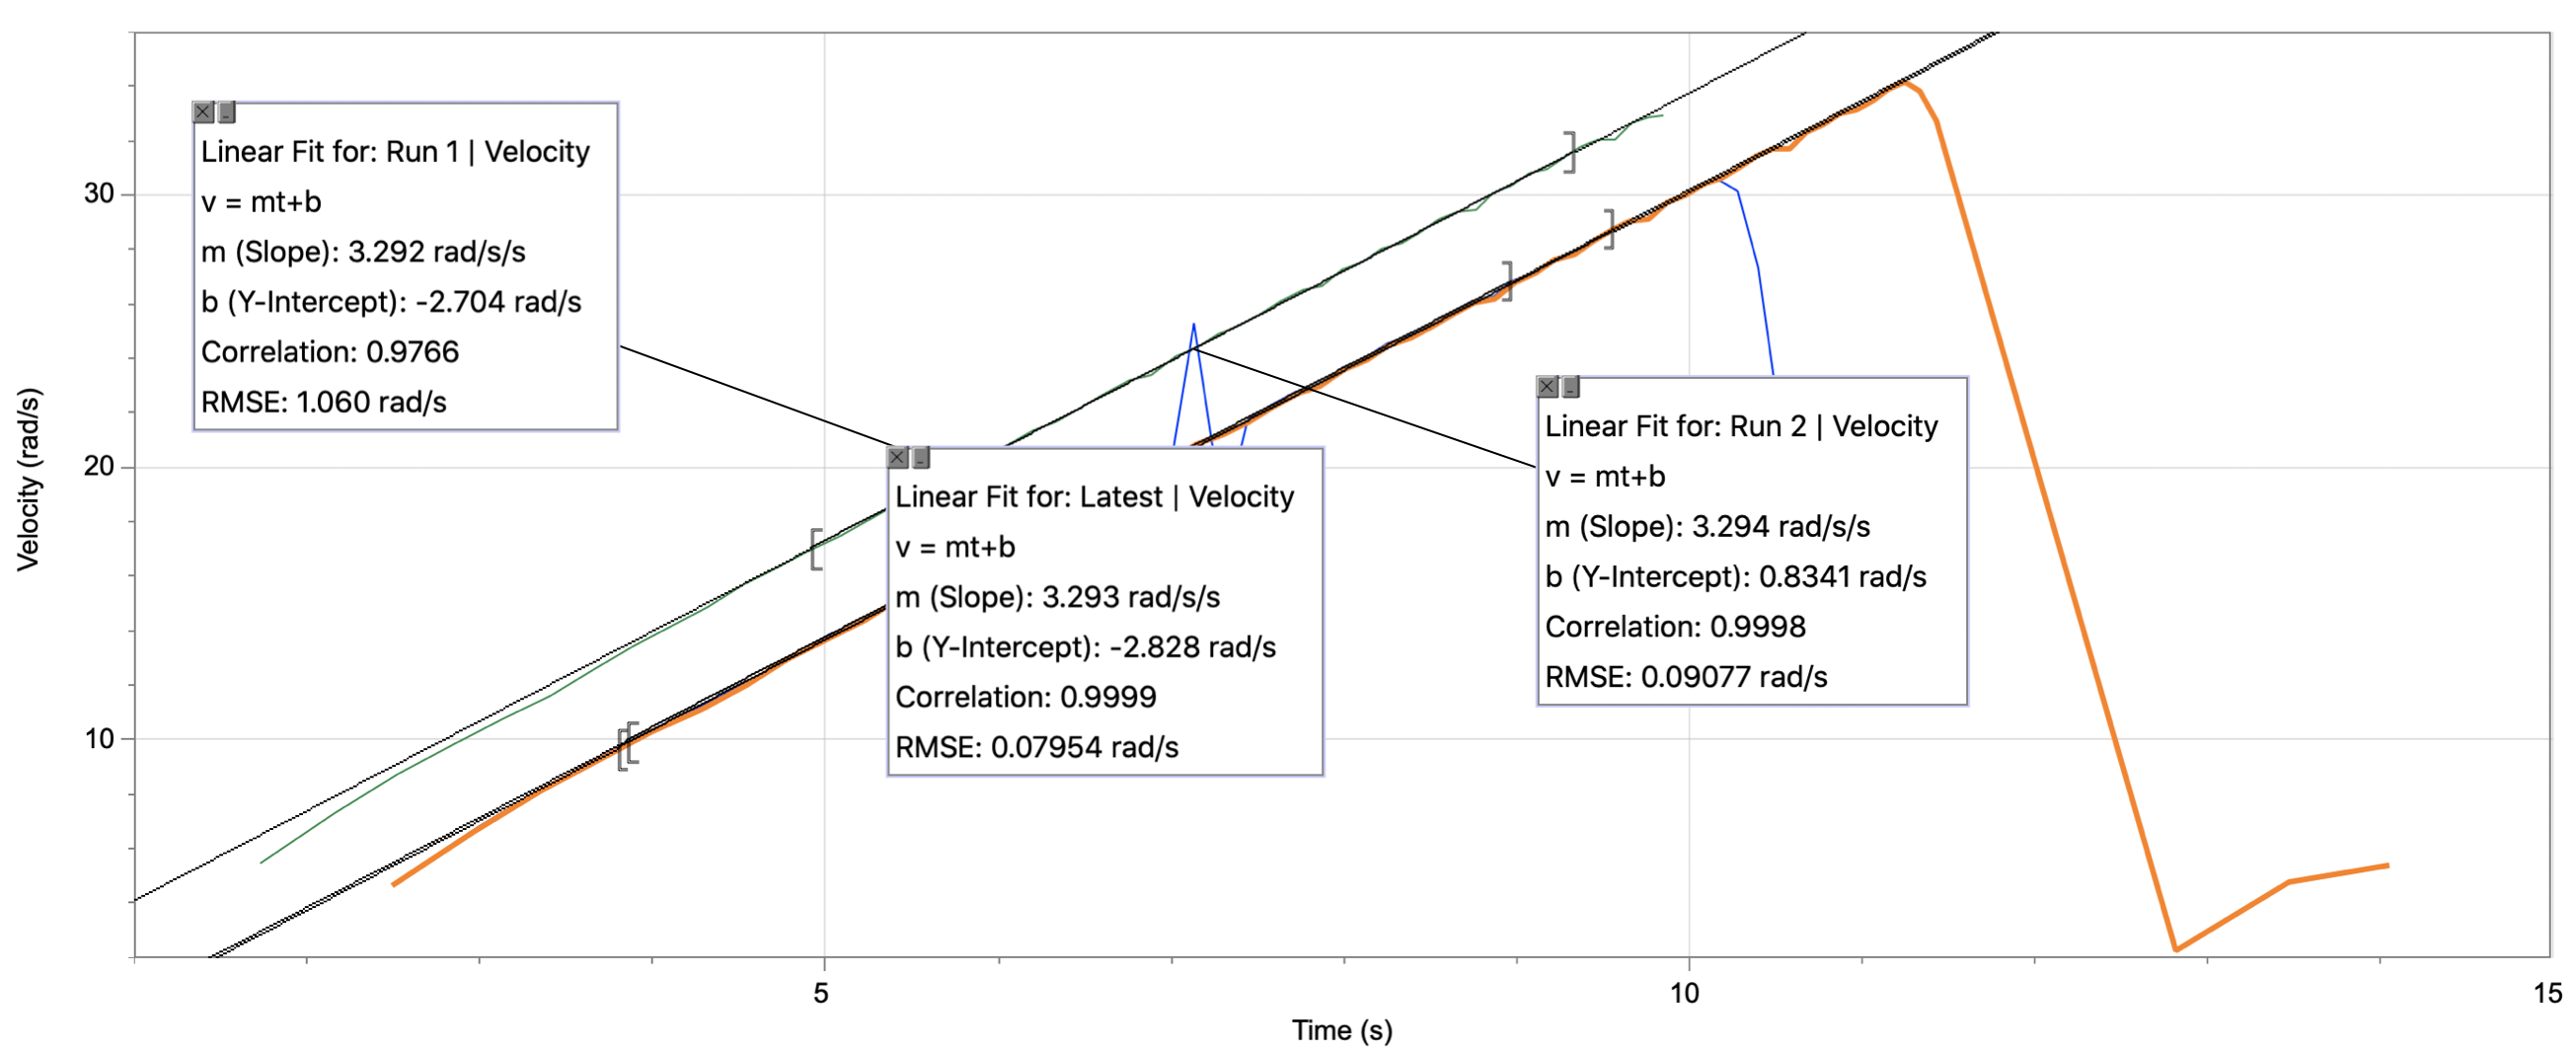 Linear Fit for: Run 1 | Velocity
v = mt+b
m (Slope): 3.292 rad/s/s
b (Y-Intercept): -2.704 rad/s
Correlation: 0.9766
RMSE: 1.060 rad/s
Linear Fit for: Latest | Velocity
v = mt+b
m (Slope): 3.293 rad/s/s
b (Y-Intercept): -2.828 rad/s
Correlation: 0.9999
RMSE: 0.07954 rad/s
Linear Fit for: Run 2 | Velocity
v = mt+b
m (Slope): 3.294 rad/s/s
b (Y-Intercept): 0.8341 rad/s
Correlation: 0.9998
RMSE: 0.09077 rad/s
Velocity (rad/s)
30
20
10
5
10
15
Time (s)